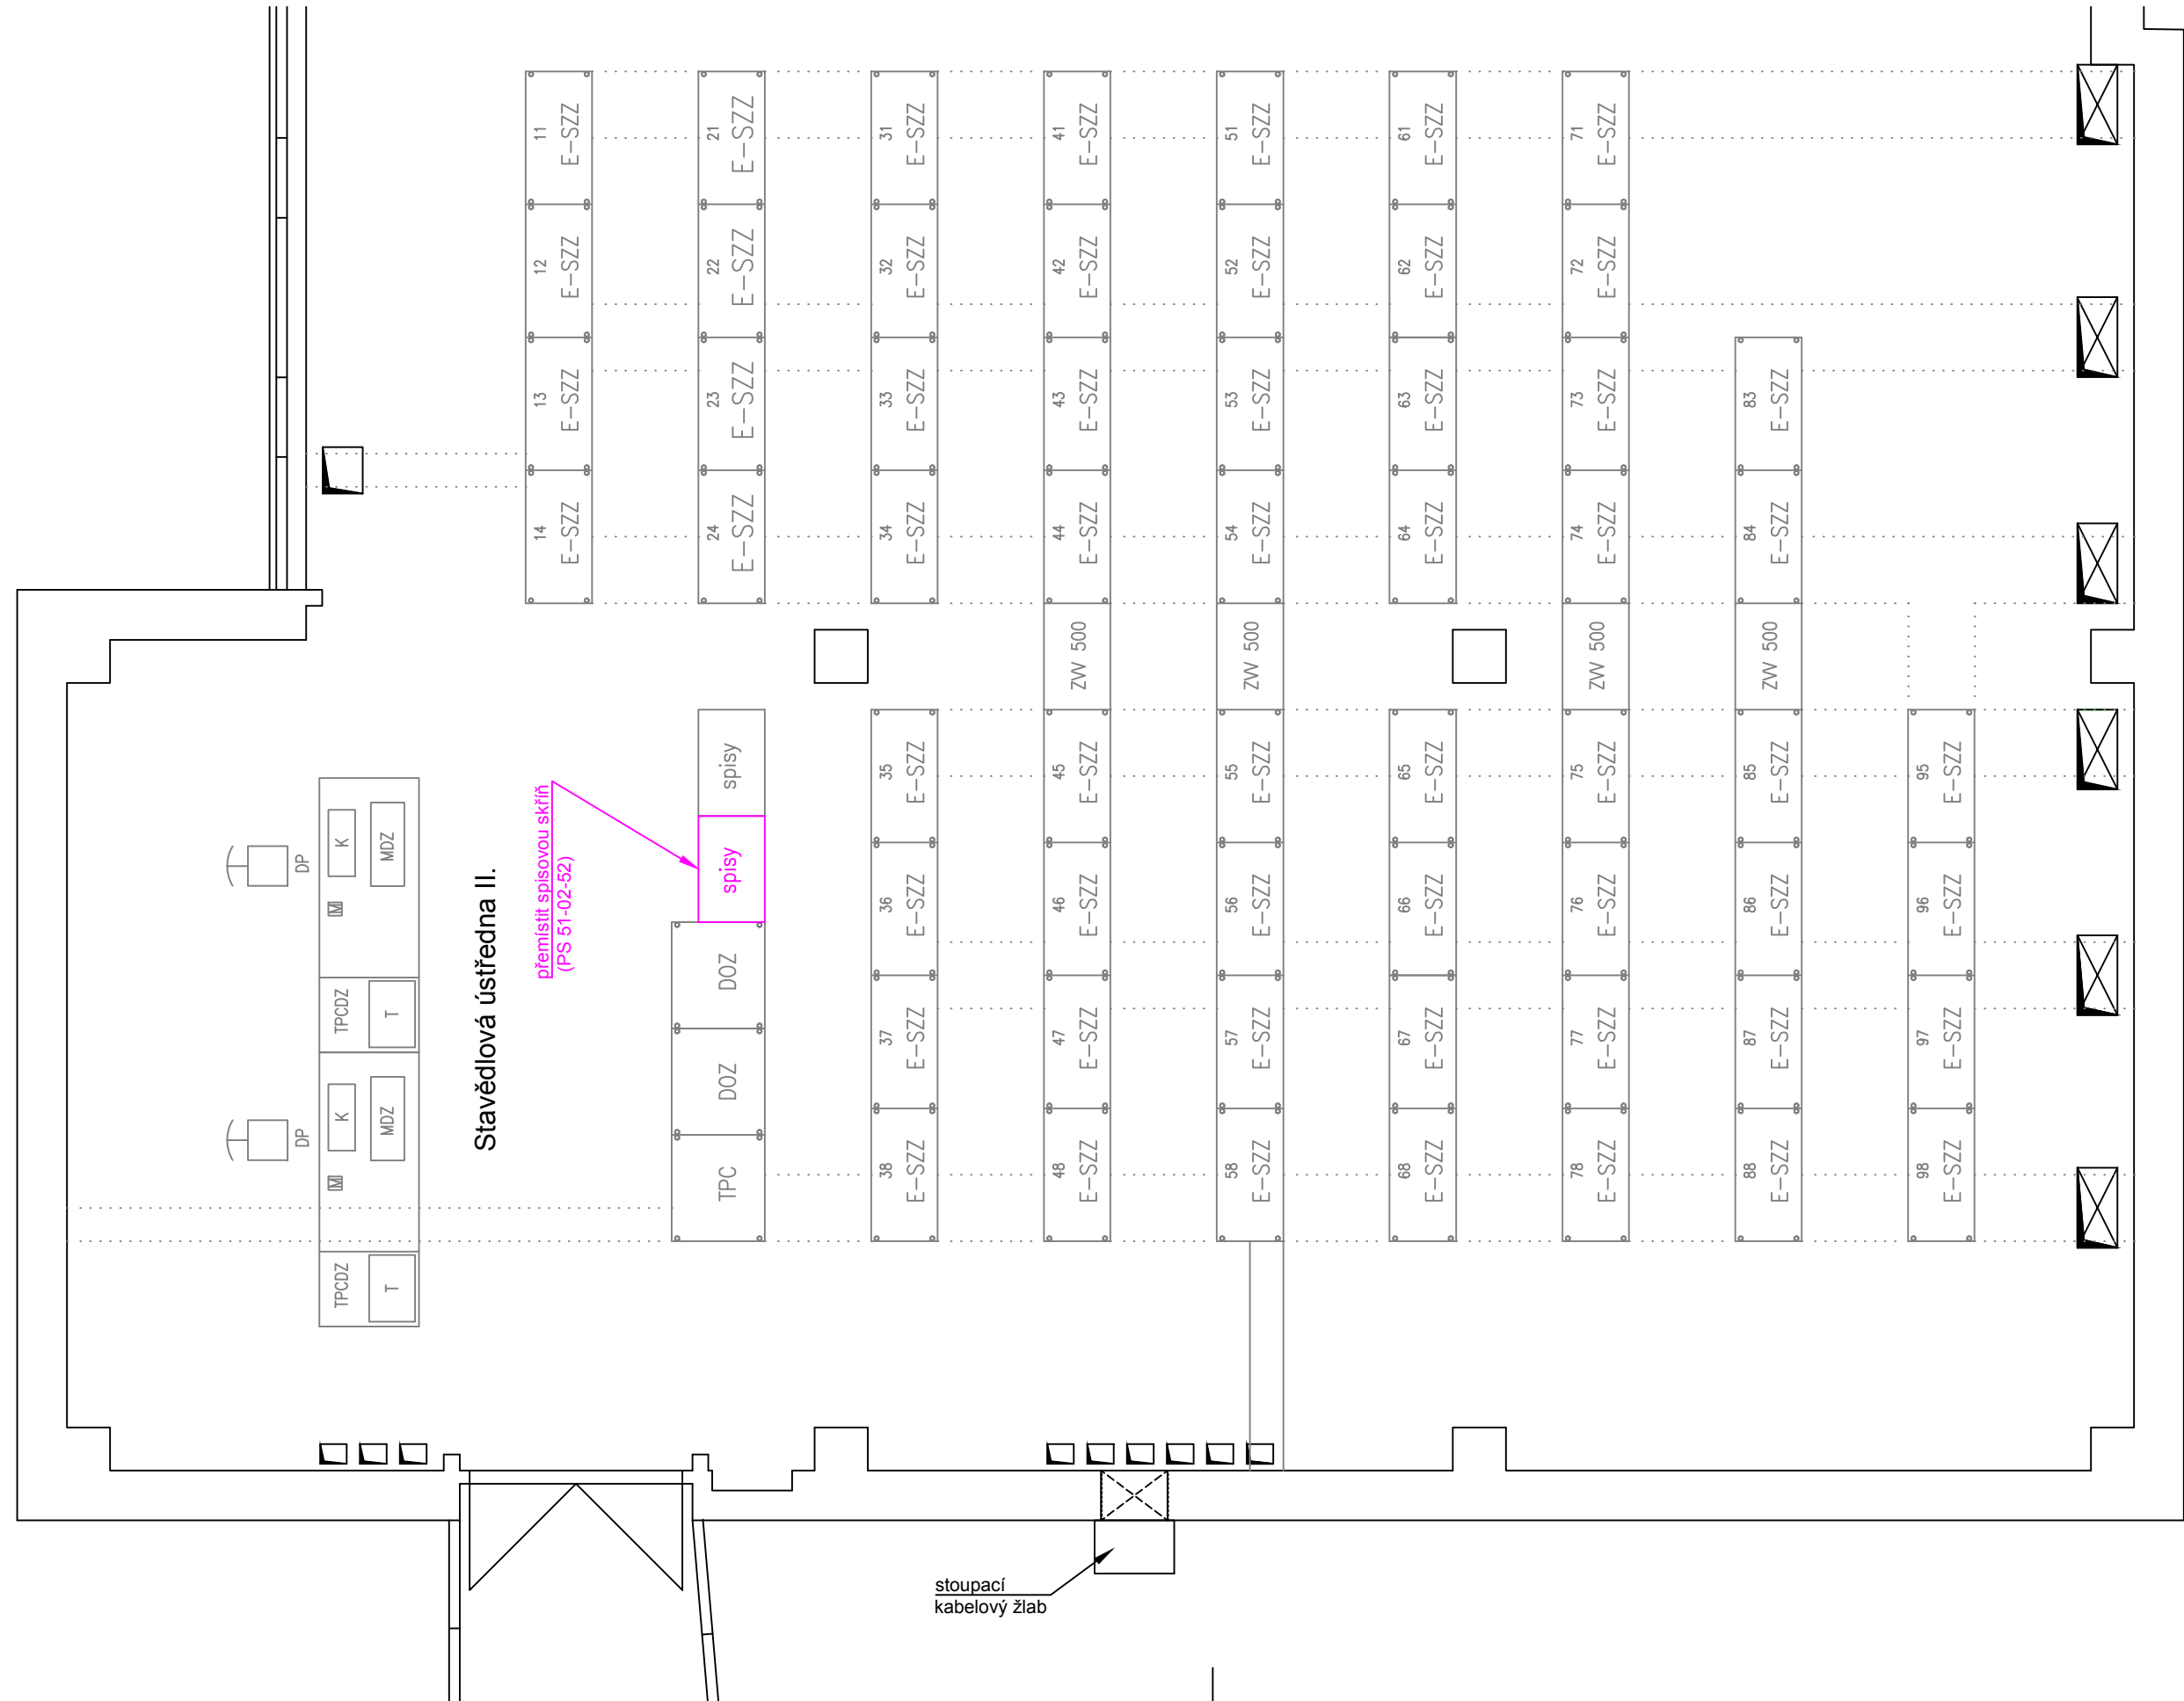 11 E-SZZ
21 E-SZZ
31 E-SZZ
41 E-SZZ
51 E-SZZ
61 E-SZZ
71 E-SZZ
12 E-SZZ
22 E-SZZ
32 E-SZZ
42 E-SZZ
52 E-SZZ
62 E-SZZ
72 E-SZZ
13 E-SZZ
23 E-SZZ
33 E-SZZ
43 E-SZZ
53 E-SZZ
63 E-SZZ
73 E-SZZ
83 E-SZZ
14 E-SZZ
24 E-SZZ
34 E-SZZ
44 E-SZZ
54 E-SZZ
64 E-SZZ
74 E-SZZ
84 E-SZZ
ZW 500
ZW 500
ZW 500
ZW 500
spisy
35 E-SZZ
45 E-SZZ
55 E-SZZ
65 E-SZZ
75 E-SZZ
85 E-SZZ
95 E-SZZ
DP
K
MDZ
M
přemístit spisovou skříň
(PS 51-02-52)
spisy
36 E-SZZ
46 E-SZZ
56 E-SZZ
66 E-SZZ
76 E-SZZ
86 E-SZZ
96 E-SZZ
Stavědlová ústředna II.
TPCDZ
T
DOZ
DOZ
37 E-SZZ
47 E-SZZ
57 E-SZZ
67 E-SZZ
77 E-SZZ
87 E-SZZ
97 E-SZZ
DP
K
MDZ
M
TPC
38 E-SZZ
48 E-SZZ
58 E-SZZ
68 E-SZZ
78 E-SZZ
88 E-SZZ
98 E-SZZ
TPCDZ
T
stoupací
kabelový žlab